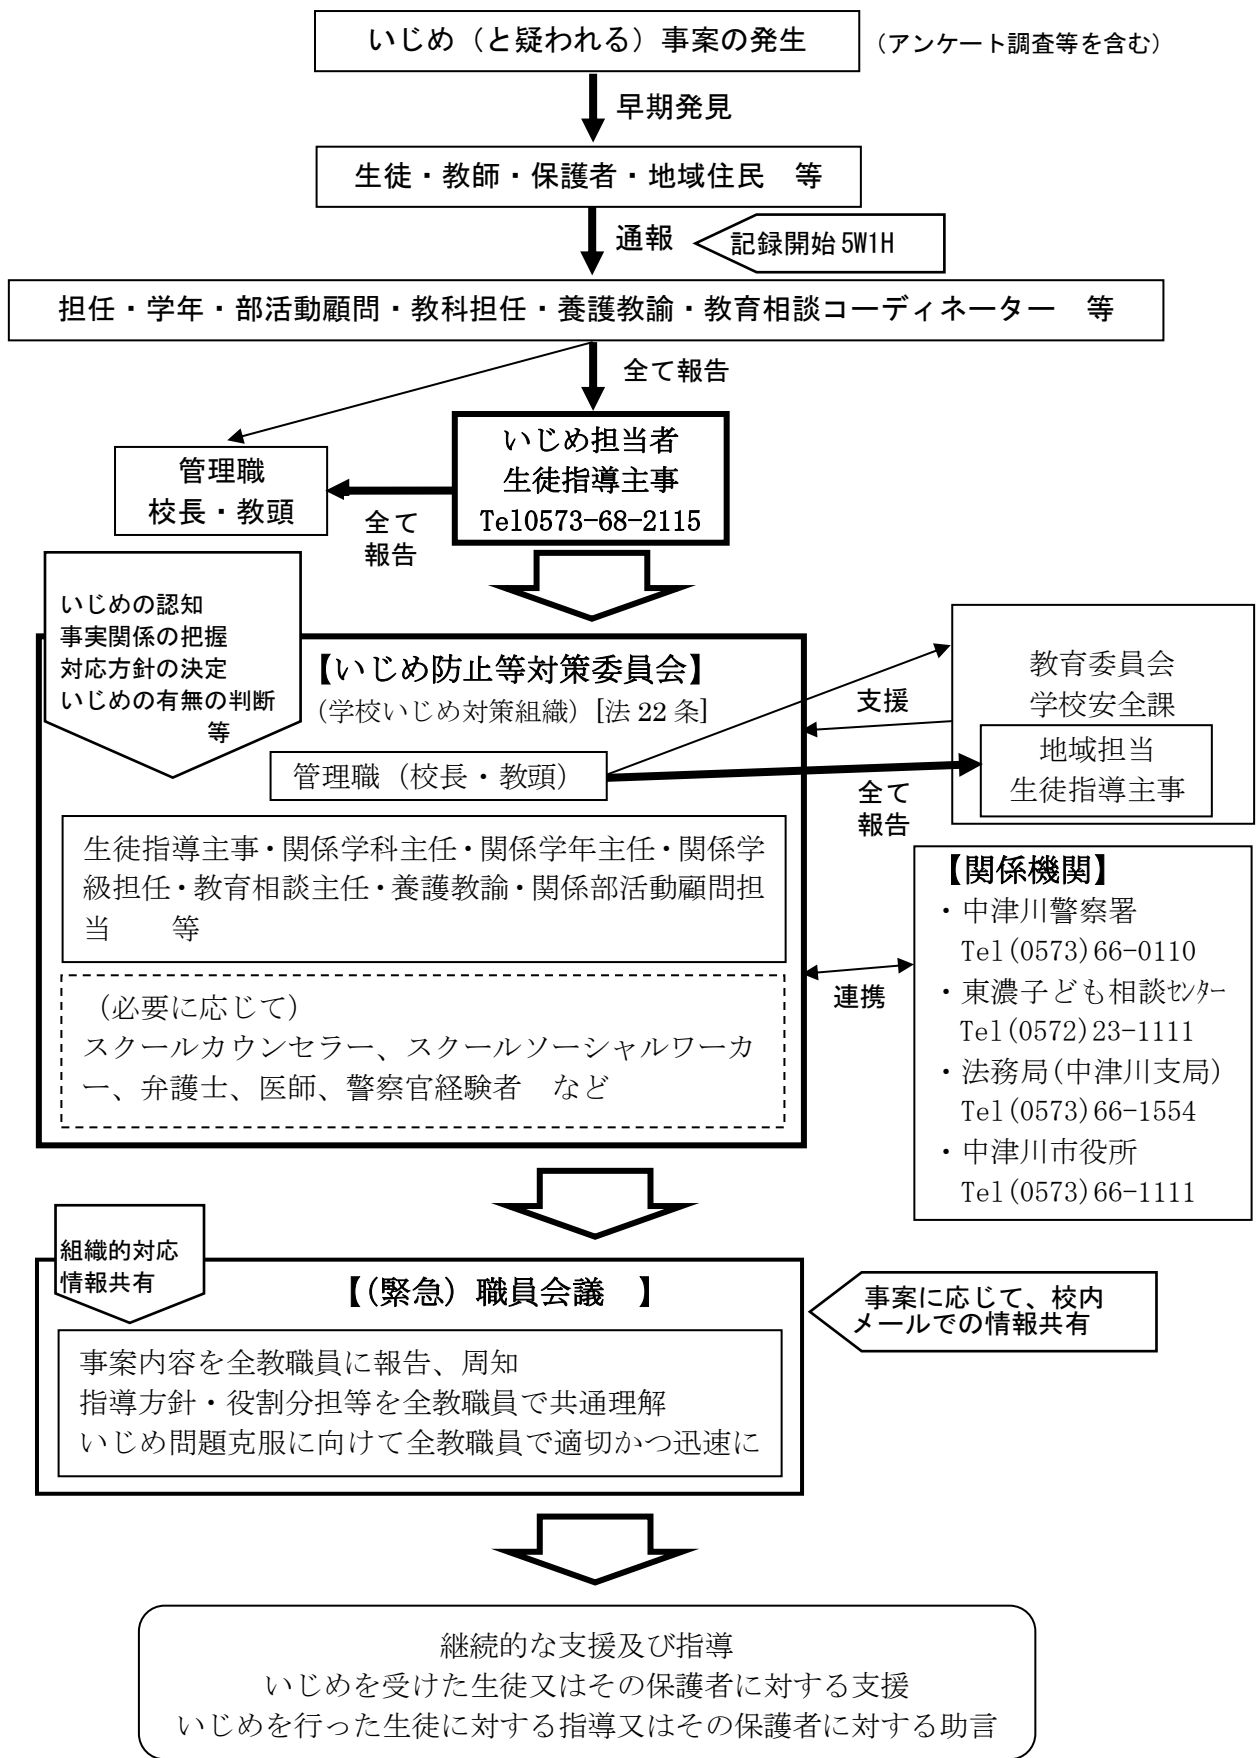 いじめ（と疑われる）事案の発生
（アンケート調査等を含む）
早期発見
生徒・教師・保護者・地域住民　等
通報
記録開始 5W1H
担任・学年・部活動顧問・教科担任・養護教諭・教育相談コーディネーター　等
全て報告
いじめ担当者
生徒指導主事
Tel0573-68-2115
管理職
校長・教頭
全て
報告
いじめの認知
事実関係の把握
対応方針の決定
いじめの有無の判断
等
【いじめ防止等対策委員会】
（学校いじめ対策組織）［法 22 条］
管理職（校長・教頭）
支援
教育委員会
学校安全課
地域担当
生徒指導主事
全て
報告
生徒指導主事・関係学科主任・関係学年主任・関係学
級担任・教育相談主任・養護教諭・関係部活動顧問担
当　　等
（必要に応じて）
スクールカウンセラー、スクールソーシャルワーカ
ー、弁護士、医師、警察官経験者　など
連携
【関係機関】
・中津川警察署
Tel(0573)66-0110
・東濃子ども相談ｾﾝﾀｰ
Tel(0572)23-1111
・法務局(中津川支局)
Tel(0573)66-1554
・中津川市役所
Tel(0573)66-1111
組織的対応
情報共有
【（緊急）職員会議　】
事案に応じて、校内
メールでの情報共有
事案内容を全教職員に報告、周知
指導方針・役割分担等を全教職員で共通理解
いじめ問題克服に向けて全教職員で適切かつ迅速に
継続的な支援及び指導
いじめを受けた生徒又はその保護者に対する支援
いじめを行った生徒に対する指導又はその保護者に対する助言